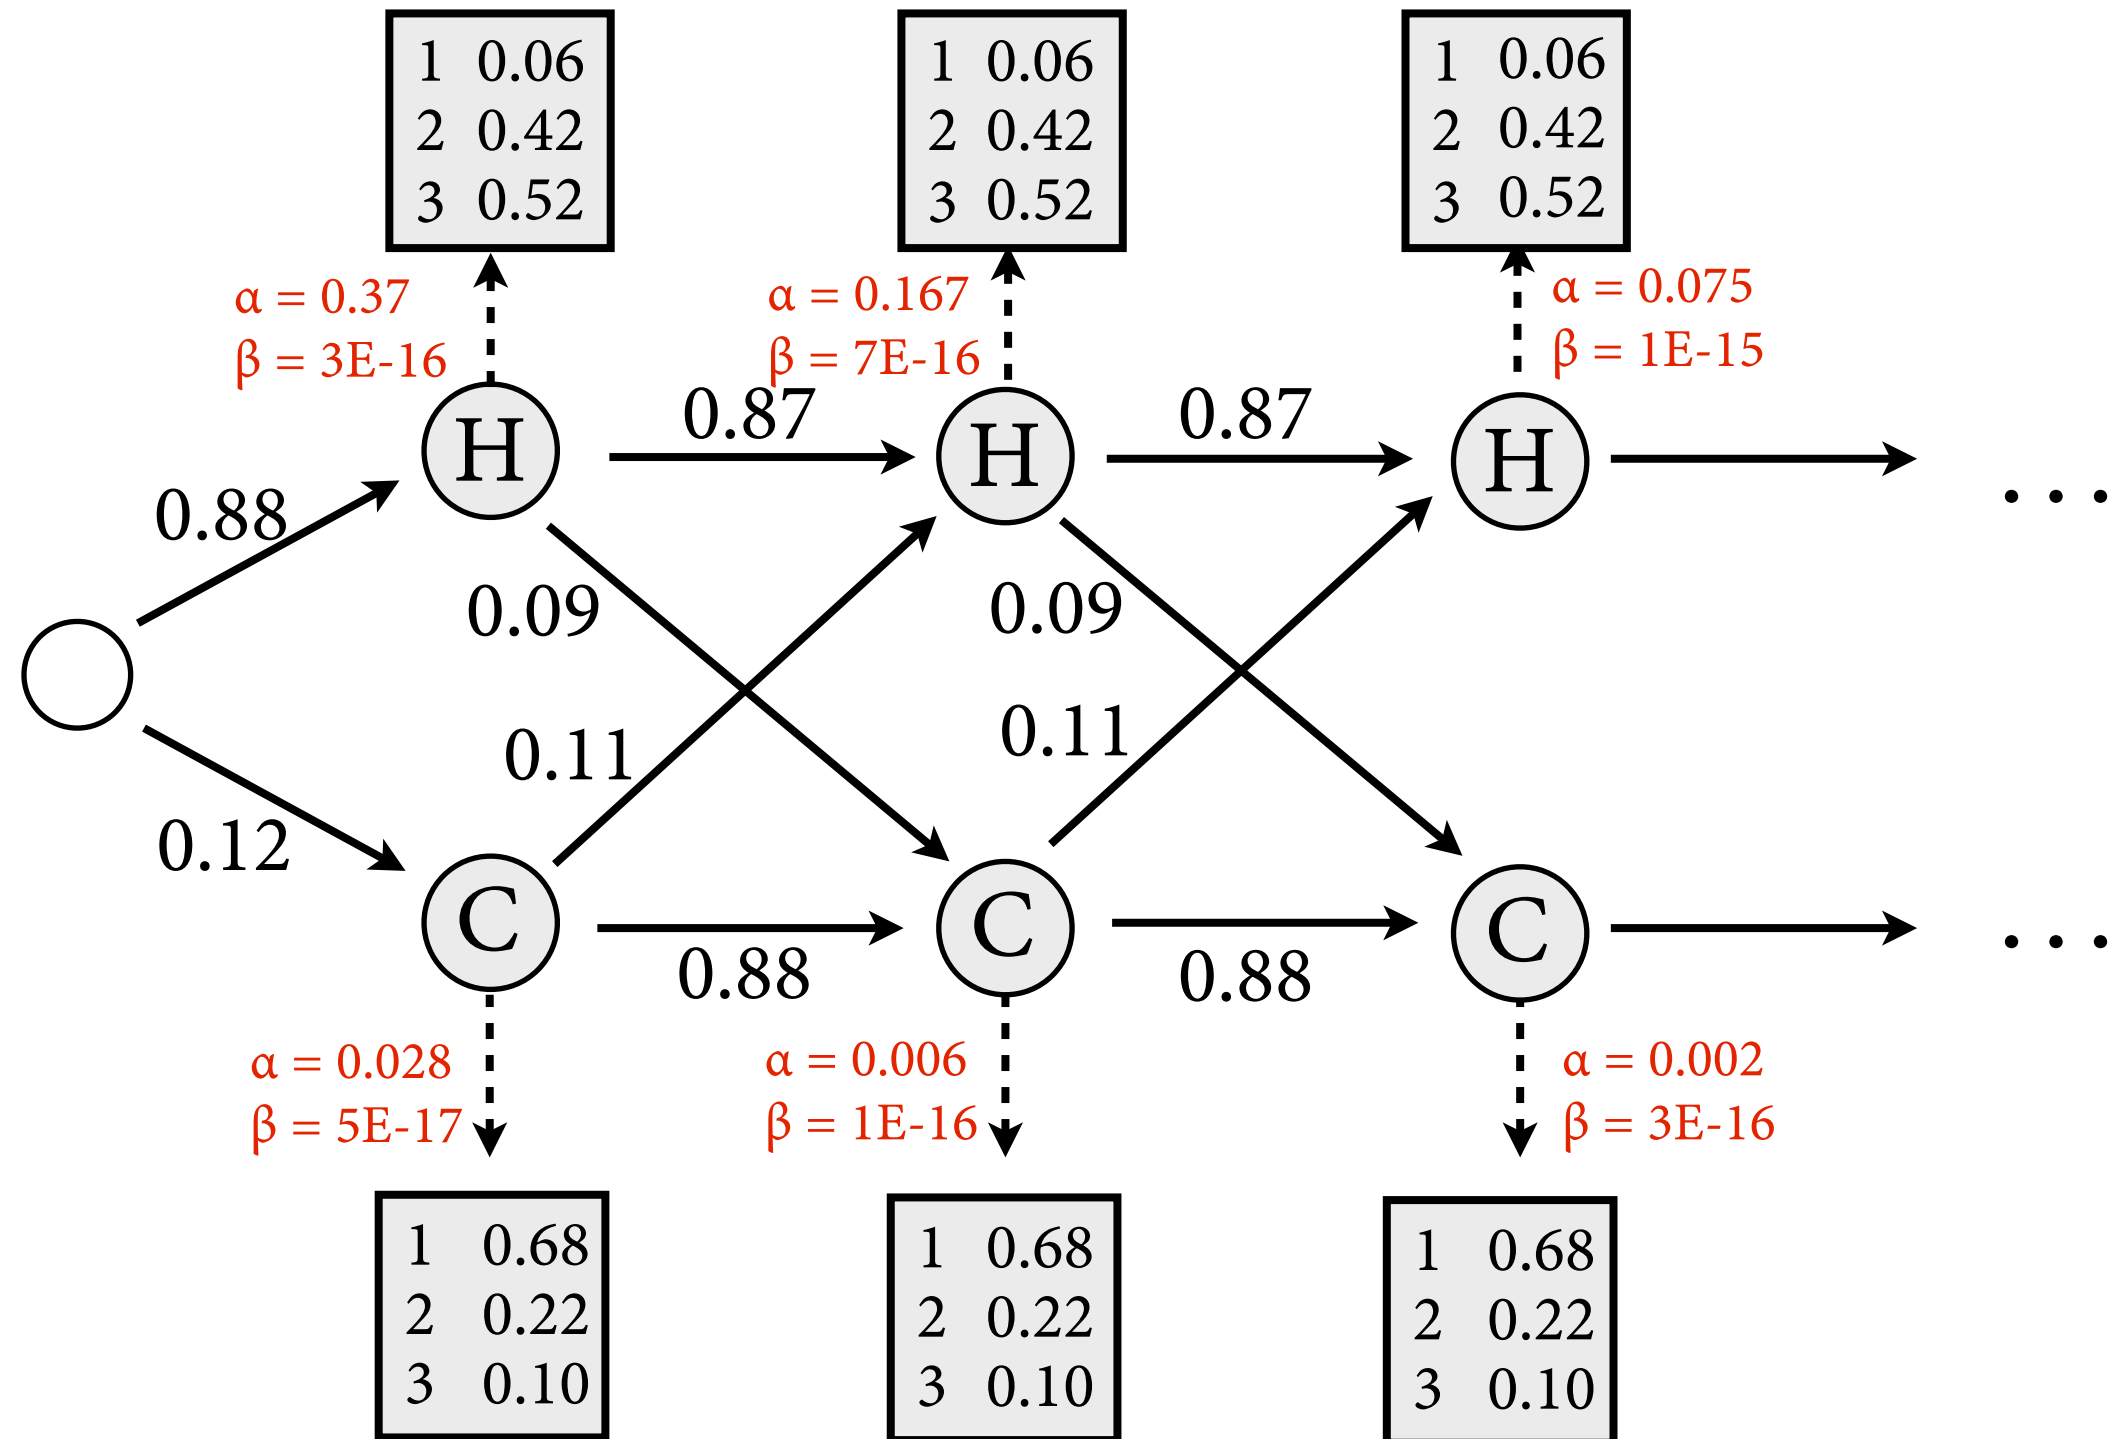 1 0.06
2 0.42
3 0.52
1 0.06
2 0.42
3 0.52
1 0.06
2 0.42
3 0.52
α = 0.37
β = 3E-16
α = 0.167
β = 7E-16
α = 0.075
β = 1E-15
0.87
0.87
H
H
H
...
0.88
0.09
0.09
0.11
0.11
0.12
C
C
C
...
0.88
0.88
α = 0.028
β = 5E-17
α = 0.006
β = 1E-16
α = 0.002
β = 3E-16
1 0.68
2 0.22
3 0.10
1 0.68
2 0.22
3 0.10
1 0.68
2 0.22
3 0.10